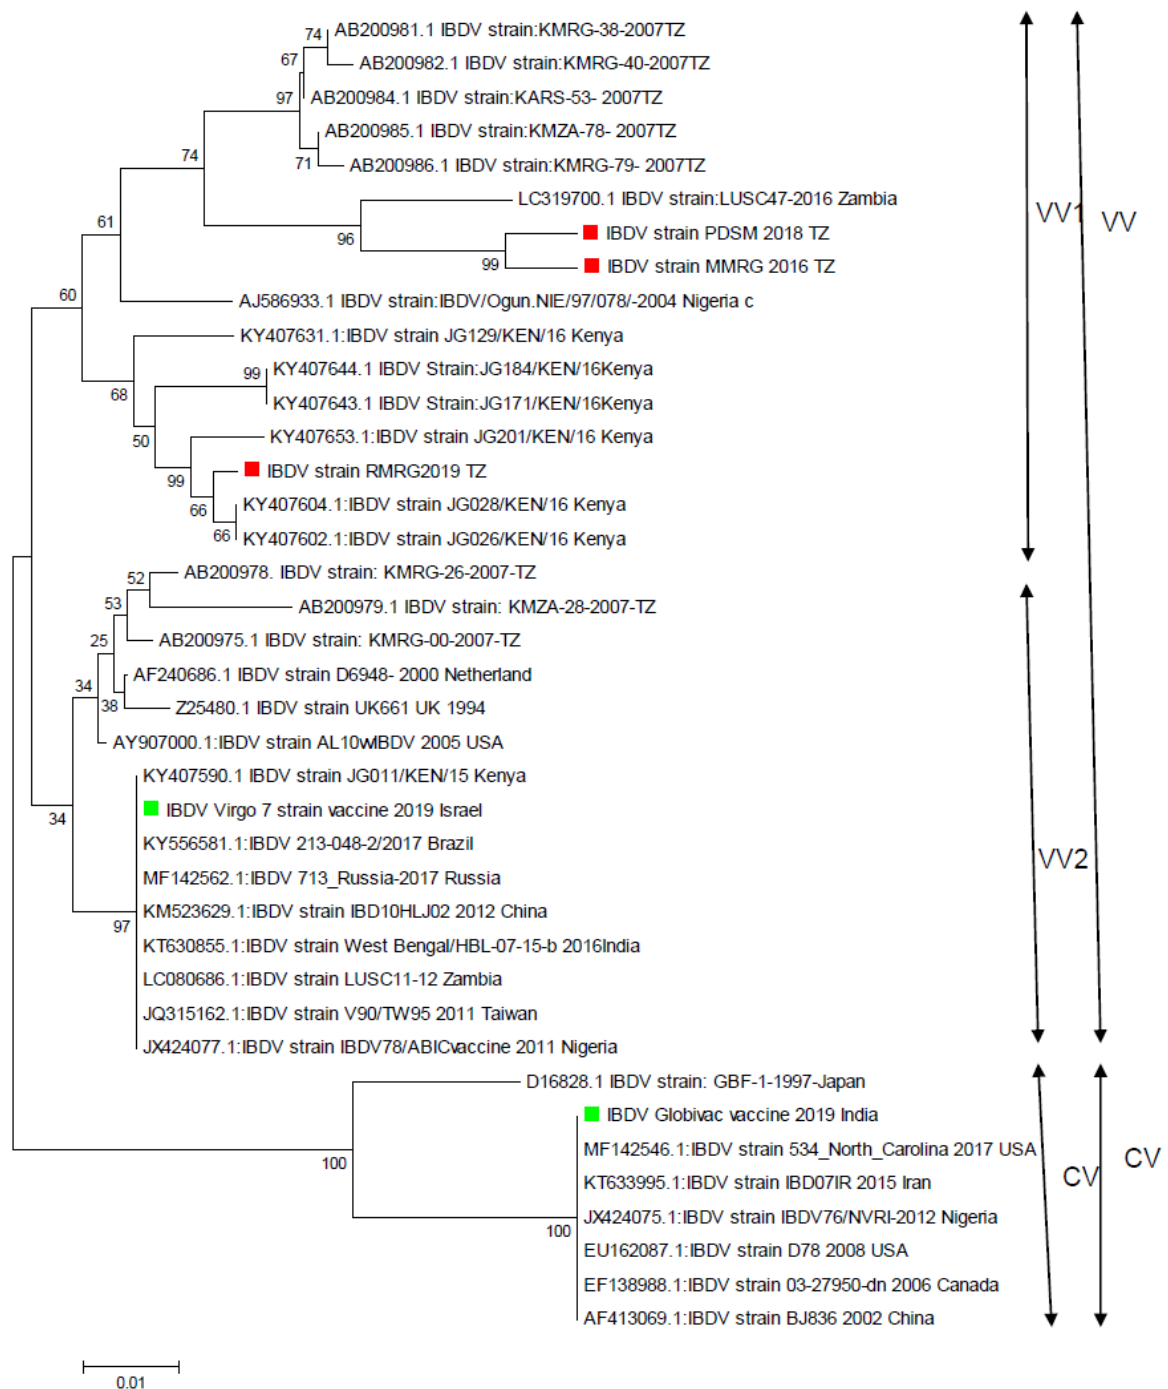 74
AB200981.1 IBDV strain:KMRG-38-2007TZ
67
AB200982.1 IBDV strain:KMRG-40-2007TZ
97
AB200984.1 IBDV strain:KARS-53- 2007TZ
AB200985.1 IBDV strain:KMZA-78- 2007TZ
74
71
AB200986.1 IBDV strain:KMRG-79- 2007TZ
LC319700.1 IBDV strain:LUSC47-2016 Zambia
VV1
VV
61
96
IBDV strain PDSM 2018 TZ
99
IBDV strain MMRG 2016 TZ
60
AJ586933.1 IBDV strain:IBDV/Ogun.NIE/97/078/-2004 Nigeria c
KY407631.1:IBDV strain JG129/KEN/16 Kenya
99
KY407644.1 IBDV Strain:JG184/KEN/16Kenya
68
KY407643.1 IBDV Strain:JG171/KEN/16Kenya
50
KY407653.1:IBDV strain JG201/KEN/16 Kenya
99
IBDV strain RMRG2019 TZ
66
KY407604.1:IBDV strain JG028/KEN/16 Kenya
66
KY407602.1:IBDV strain JG026/KEN/16 Kenya
52
AB200978. IBDV strain: KMRG-26-2007-TZ
53
AB200979.1 IBDV strain: KMZA-28-2007-TZ
25
AB200975.1 IBDV strain: KMRG-00-2007-TZ
34
AF240686.1 IBDV strain D6948- 2000 Netherland
38
Z25480.1 IBDV strain UK661 UK 1994
AY907000.1:IBDV strain AL10wIBDV 2005 USA
KY407590.1 IBDV strain JG011/KEN/15 Kenya
34
IBDV Virgo 7 strain vaccine 2019 Israel
KY556581.1:IBDV 213-048-2/2017 Brazil
VV2
MF142562.1:IBDV 713_Russia-2017 Russia
97
KM523629.1:IBDV strain IBD10HLJ02 2012 China
KT630855.1:IBDV strain West Bengal/HBL-07-15-b 2016India
LC080686.1:IBDV strain LUSC11-12 Zambia
JQ315162.1:IBDV strain V90/TW95 2011 Taiwan
JX424077.1:IBDV strain IBDV78/ABICvaccine 2011 Nigeria
D16828.1 IBDV strain: GBF-1-1997-Japan
IBDV Globivac vaccine 2019 India
100
MF142546.1:IBDV strain 534_North_Carolina 2017 USA
CV
CV
KT633995.1:IBDV strain IBD07IR 2015 Iran
100
JX424075.1:IBDV strain IBDV76/NVRI-2012 Nigeria
EU162087.1:IBDV strain D78 2008 USA
EF138988.1:IBDV strain 03-27950-dn 2006 Canada
AF413069.1:IBDV strain BJ836 2002 China
0.01